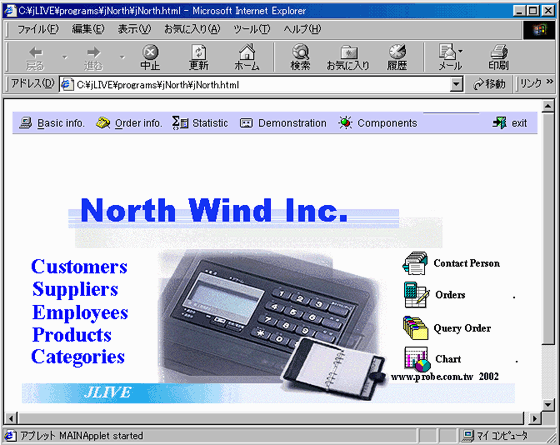 C:¥jLIVE¥programs¥jNorth¥jNorth.html - Microsoft Internet Explorer
ファイル(F) 編集(E) 表示(V) お気に入り(A) ツール(T) ヘルプ(H)
戻る 進む 中止 更新 ホーム 検索 お気に入り 履歴 メール 印刷
アドレス(D) C:¥jLIVE¥programs¥jNorth¥jNorth.html 移動 リンク »
Basic info. Order info. Statistic Demonstration Components exit
North Wind Inc.
Customers
Suppliers
Employees
Products
Categories
Contact Person
Orders
Query Order
Chart
www.probe.com.tw 2002
JLIVE
アプレット MAINApplet started マイ コンピュータ